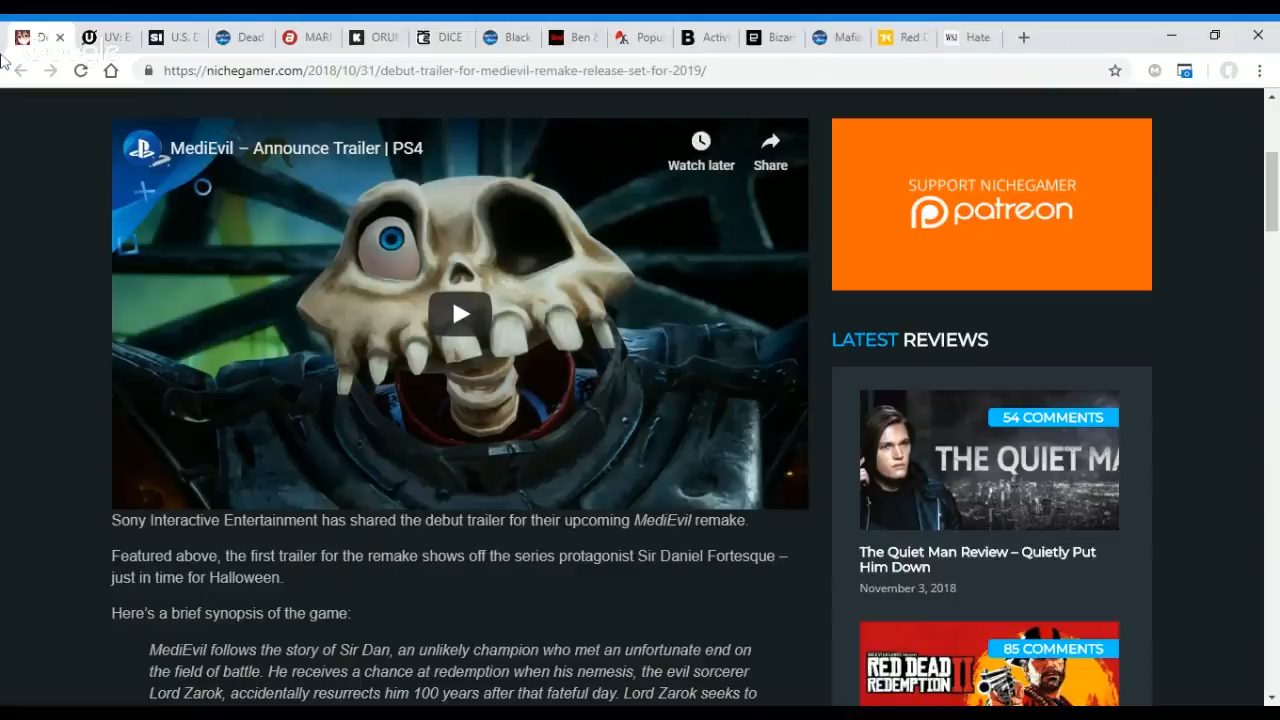 UV: E
SI
U.S. D
Dead
MAR
ORU
DICE
Black
Ben &
Popu
B
Activi
Bizar
Mafia
Red D
WSJ
Hate
https://nichegamer.com/2018/10/31/debut-trailer-for-medievil-remake-release-set-for-2019/
MediEvil – Announce Trailer | PS4
Watch later
Share
SUPPORT NICHEGAMER
patreon
LATEST REVIEWS
54 COMMENTS
THE QUIET MA
The Quiet Man Review – Quietly Put
Him Down
November 3, 2018
85 COMMENTS
RED DEAD
REDEMPTION II
Sony Interactive Entertainment has shared the debut trailer for their upcoming MediEvil remake.
Featured above, the first trailer for the remake shows off the series protagonist Sir Daniel Fortesque –
just in time for Halloween.
Here's a brief synopsis of the game:
MediEvil follows the story of Sir Dan, an unlikely champion who met an unfortunate end on
the field of battle. He receives a chance at redemption when his nemesis, the evil sorcerer
Lord Zarok, accidentally resurrects him 100 years after that fateful day. Lord Zarok seeks to